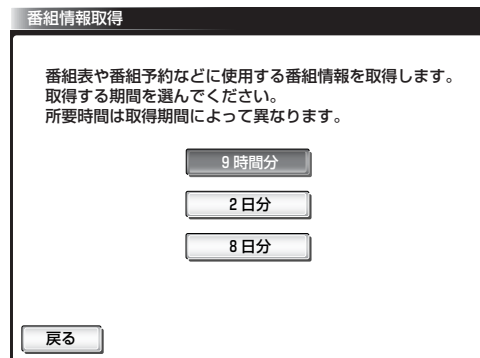 番組情報取得
番組表や番組予約などに使用する番組情報を取得します。
取得する期間を選んでください。
所要時間は取得期間によって異なります。
9時間分
2日分
8日分
戻る